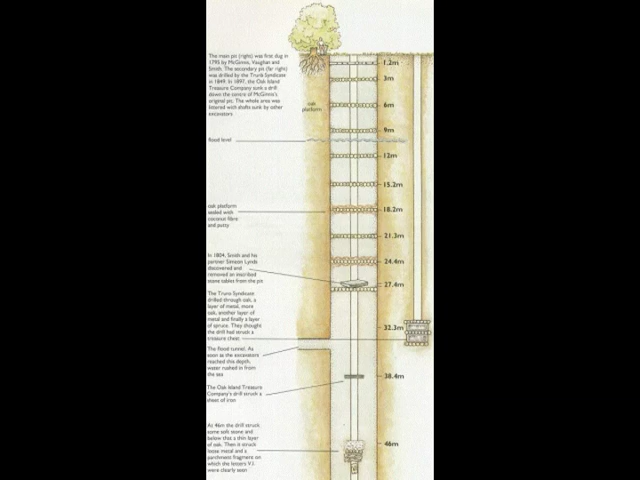 The main pit (right) was first dug in
1795 by McGinnis, Vaughan and
Smith. The secondary pit (far right)
was drilled by the Truro Syndicate
in 1849. In 1897, the Oak Island
Treasure Company sunk a drill
down the centre of McGinnis's
original pit. The whole area was
littered with shafts sunk by other
excavators
oak
platform
flood level
oak platform
sealed with
coconut fibre
and putty
In 1804, Smith and his
partner Simeon Lynds
discovered and
removed an inscribed
stone tablet from the pit
The Truro Syndicate
drilled through oak, a
layer of metal, more
oak, another layer of
metal and finally a layer
of spruce. They thought
the drill had struck a
treasure chest
The flood tunnel. As
soon as the excavators
reached this depth,
water rushed in from
the sea
The Oak Island Treasure
Company's drill struck a
sheet of iron
At 46m the drill struck
some soft stone and
below that a thin layer
of oak. Then it struck
loose metal and a
parchment fragment on
which the letters V.I.
were clearly seen
1.2m
3m
6m
9m
12m
15.2m
18.2m
21.3m
24.4m
27.4m
32.3m
38.4m
46m